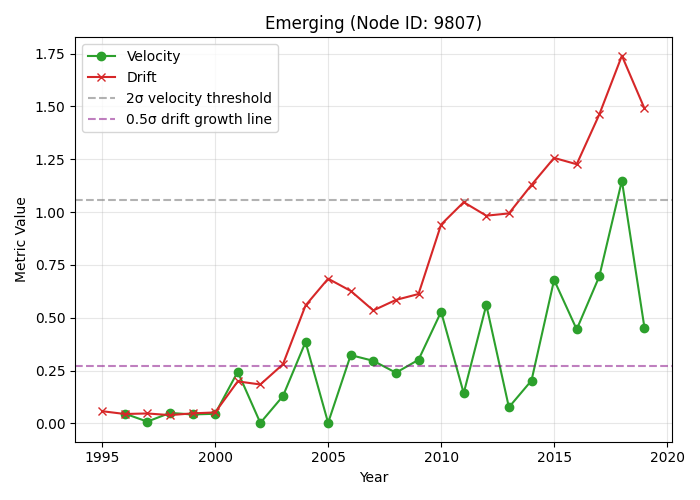 Emerging (Node ID: 9807)
Velocity
Drift
2σ velocity threshold
0.5σ drift growth line
Metric Value
1.75
1.50
1.25
1.00
0.75
0.50
0.25
0.00
1995 2000 2005 2010 2015 2020
Year